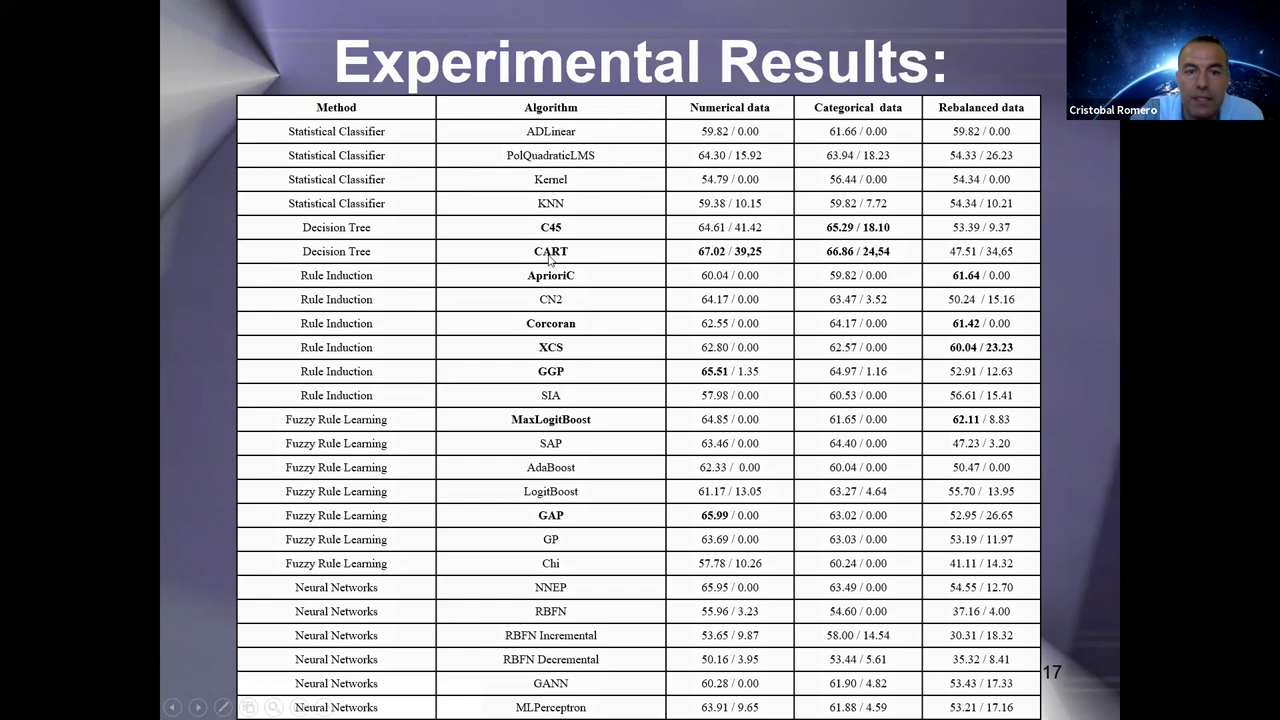 Experimental Results:
Cristobal Romero
Method Algorithm Numerical data Categorical data Rebalanced data
Statistical Classifier ADLinear 59.82 / 0.00 61.66 / 0.00 59.82 / 0.00
Statistical Classifier PolQuadraticLMS 64.30 / 15.92 63.94 / 18.23 54.33 / 26.23
Statistical Classifier Kernel 54.79 / 0.00 56.44 / 0.00 54.34 / 0.00
Statistical Classifier KNN 59.38 / 10.15 59.82 / 7.72 54.34 / 10.21
Decision Tree C45 64.61 / 41.42 65.29 / 18.10 53.39 / 9.37
Decision Tree CART 67.02 / 39,25 66.86 / 24,54 47.51 / 34,65
Rule Induction AprioriC 60.04 / 0.00 59.82 / 0.00 61.64 / 0.00
Rule Induction CN2 64.17 / 0.00 63.47 / 3.52 50.24 / 15.16
Rule Induction Corcoran 62.55 / 0.00 64.17 / 0.00 61.42 / 0.00
Rule Induction XCS 62.80 / 0.00 62.57 / 0.00 60.04 / 23.23
Rule Induction GGP 65.51 / 1.35 64.97 / 1.16 52.91 / 12.63
Rule Induction SIA 57.98 / 0.00 60.53 / 0.00 56.61 / 15.41
Fuzzy Rule Learning MaxLogitBoost 64.85 / 0.00 61.65 / 0.00 62.11 / 8.83
Fuzzy Rule Learning SAP 63.46 / 0.00 64.40 / 0.00 47.23 / 3.20
Fuzzy Rule Learning AdaBoost 62.33 / 0.00 60.04 / 0.00 50.47 / 0.00
Fuzzy Rule Learning LogitBoost 61.17 / 13.05 63.27 / 4.64 55.70 / 13.95
Fuzzy Rule Learning GAP 65.99 / 0.00 63.02 / 0.00 52.95 / 26.65
Fuzzy Rule Learning GP 63.69 / 0.00 63.03 / 0.00 53.19 / 11.97
Fuzzy Rule Learning Chi 57.78 / 10.26 60.24 / 0.00 41.11 / 14.32
Neural Networks NNEP 65.95 / 0.00 63.49 / 0.00 54.55 / 12.70
Neural Networks RBFN 55.96 / 3.23 54.60 / 0.00 37.16 / 4.00
Neural Networks RBFN Incremental 53.65 / 9.87 58.00 / 14.54 30.31 / 18.32
Neural Networks RBFN Decremental 50.16 / 3.95 53.44 / 5.61 35.32 / 8.41
Neural Networks GANN 60.28 / 0.00 61.90 / 4.82 53.43 / 17.33
Neural Networks MLPerceptron 63.91 / 9.65 61.88 / 4.59 53.21 / 17.16
17